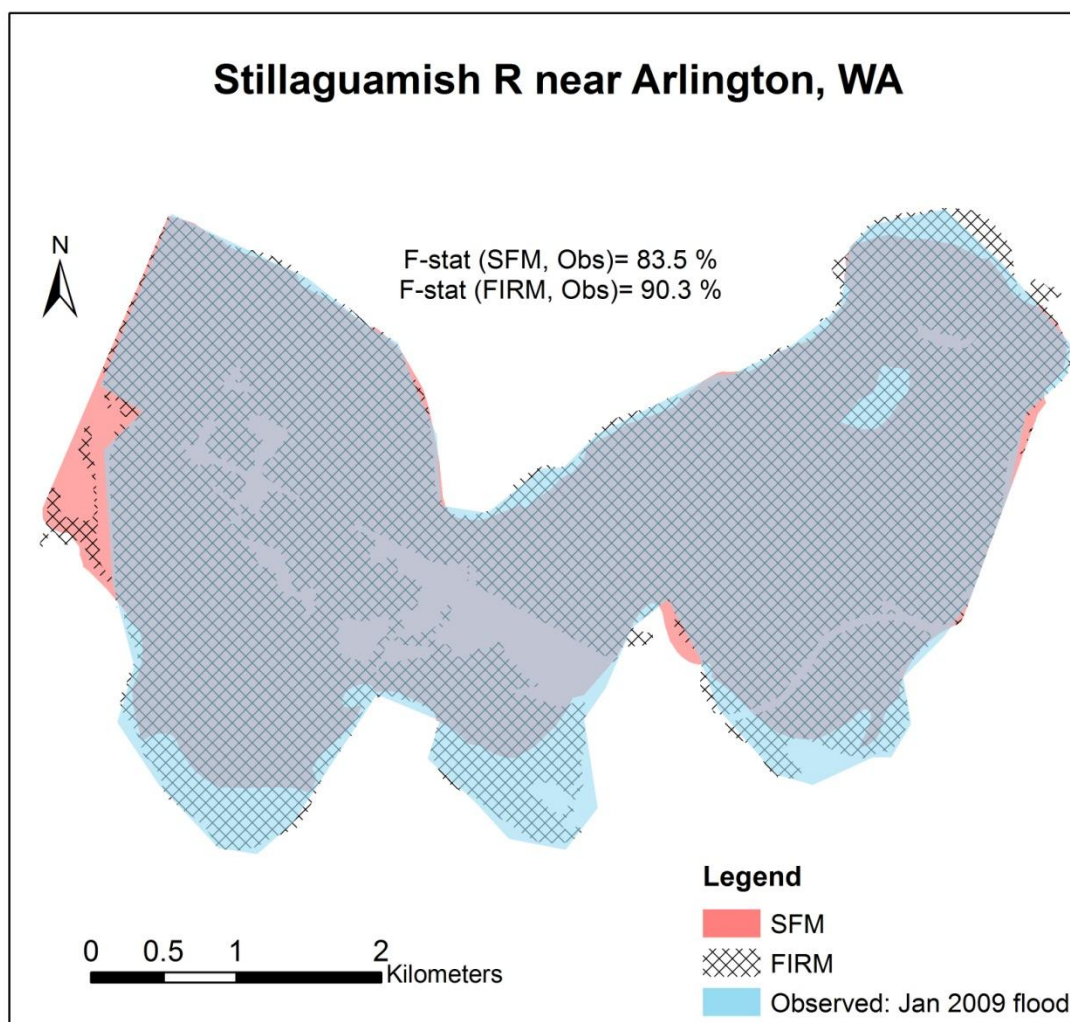 Stillaguamish R near Arlington, WA
N
F-stat (SFM, Obs)= 83.5 %
F-stat (FIRM, Obs)= 90.3 %
Legend
SFM
FIRM
Observed: Jan 2009 flood
0 0.5 1 2
Kilometers